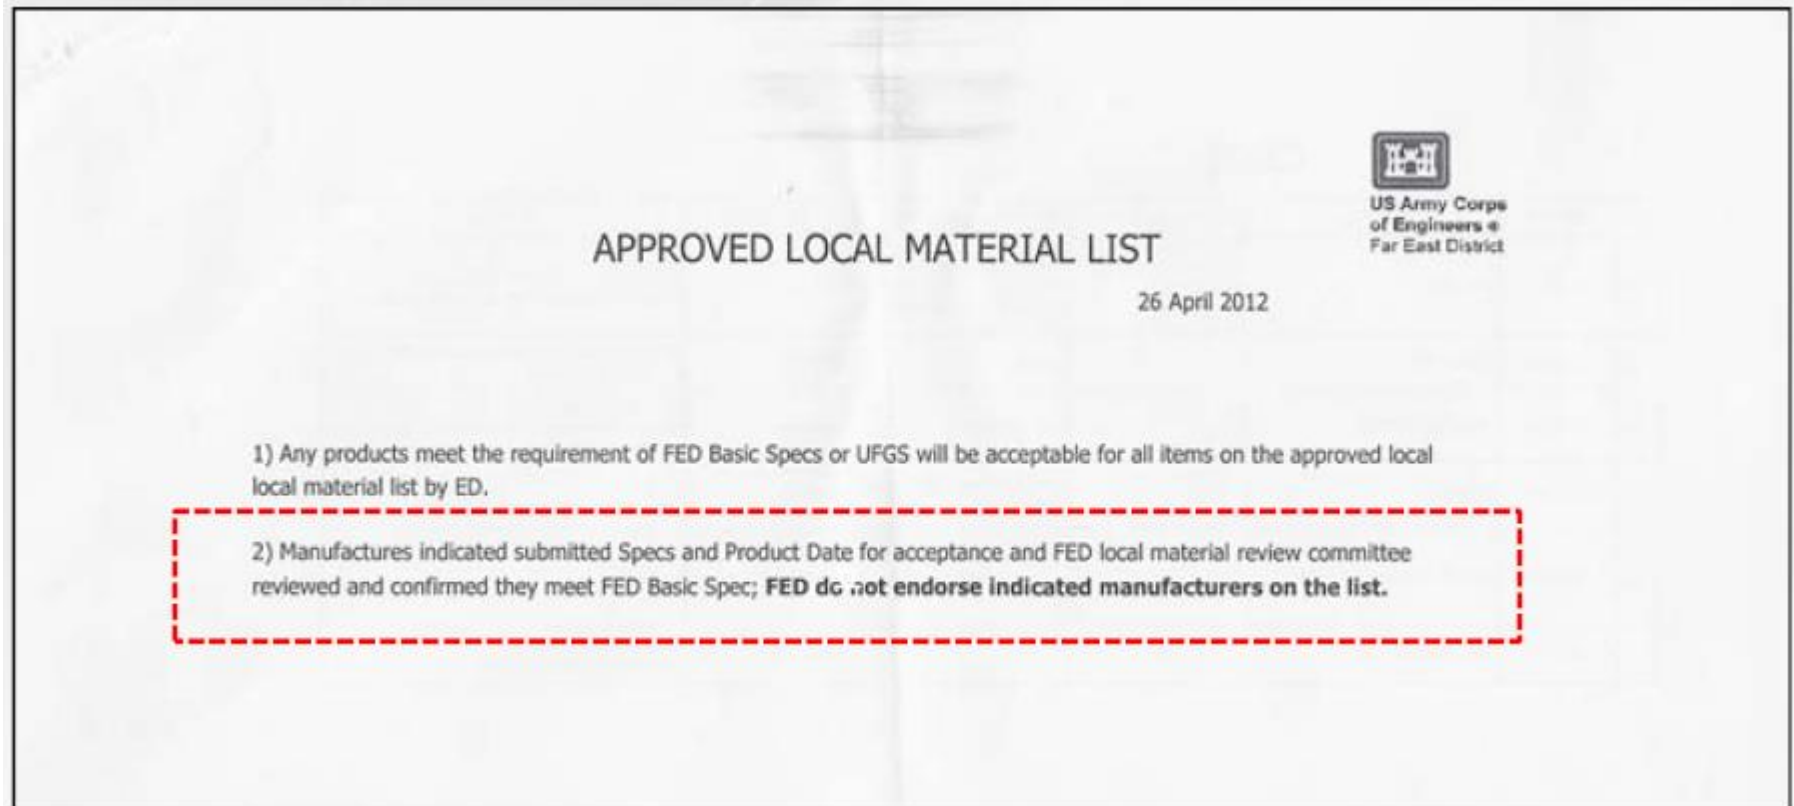 US Army Corps
of Engineers ®
Far East District
APPROVED LOCAL MATERIAL LIST
26 April 2012
1) Any products meet the requirement of FED Basic Specs or UFGS will be acceptable for all items on the approved local
local material list by ED.
2) Manufactures indicated submitted Specs and Product Date for acceptance and FED local material review committee
reviewed and confirmed they meet FED Basic Spec; FED do not endorse indicated manufacturers on the list.